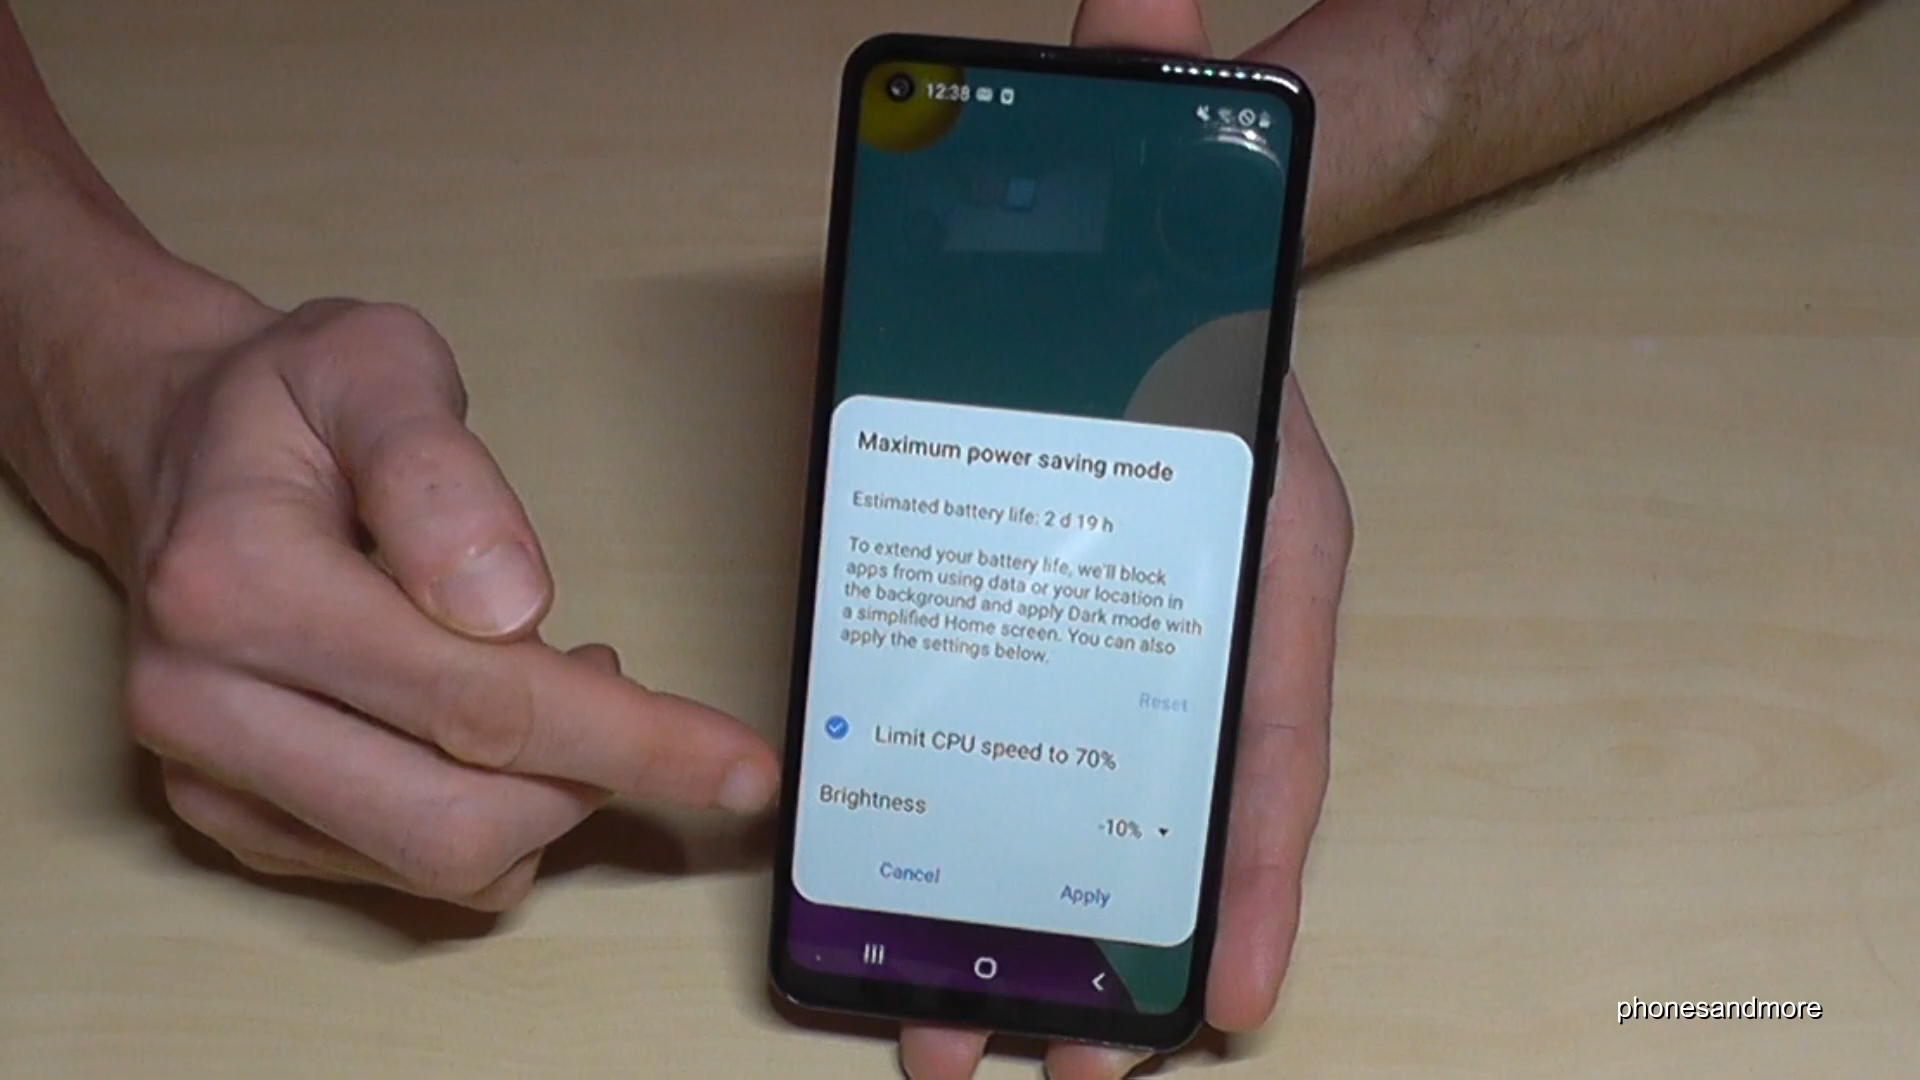 12:38
Maximum power saving mode
Estimated battery life: 2 d 19 h
To extend your battery life, we'll block
apps from using data or your location in
the background and apply Dark mode with
a simplified Home screen. You can also
apply the settings below.
Reset
Limit CPU speed to 70%
Brightness
-10%
Cancel
Apply
phonesandmore